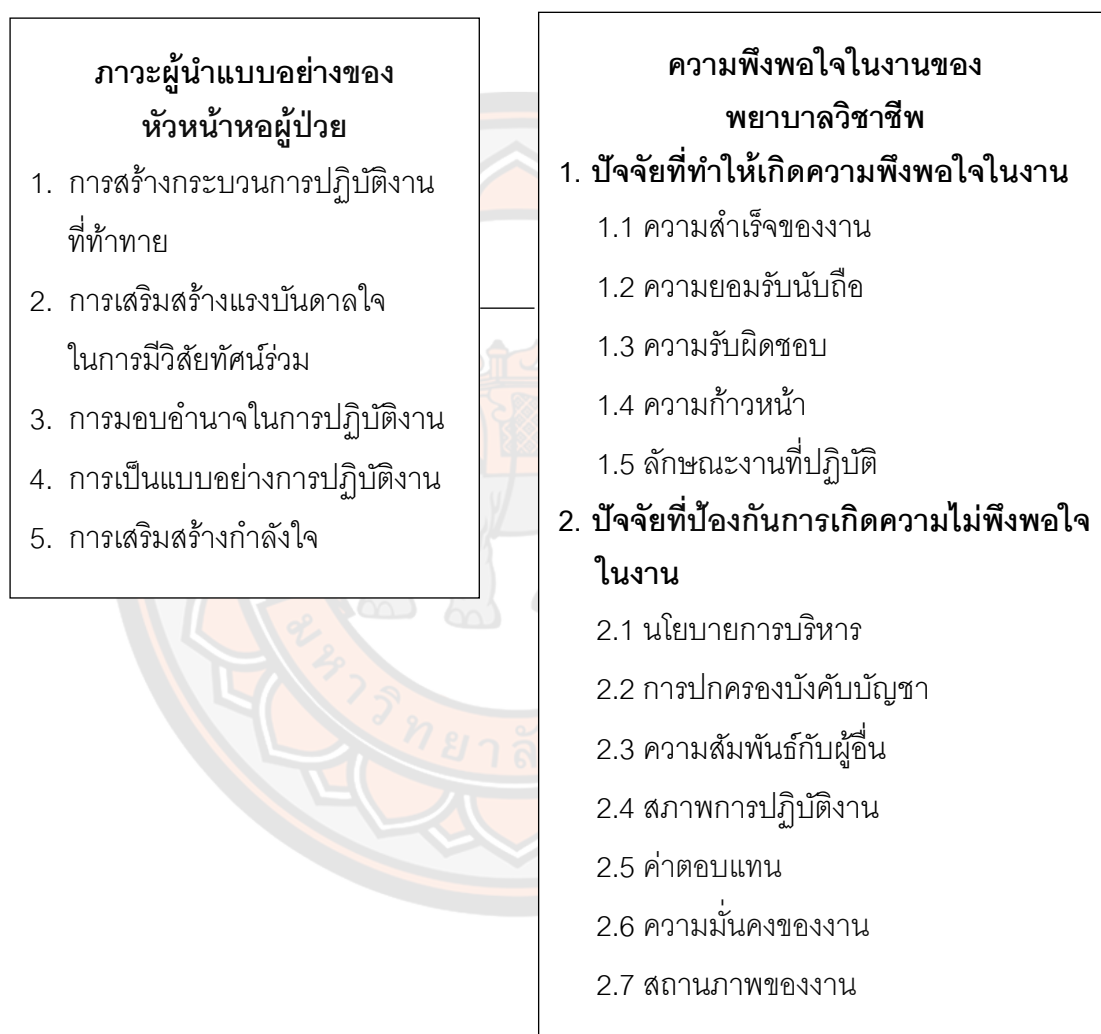 ภาวะผู้นำแบบอย่างของ
หัวหน้าหอผู้ป่วย
1. การสร้างกระบวนการปฏิบัติงาน
ที่ท้าทาย
2. การเสริมสร้างแรงบันดาลใจ
ในการมีวิสัยทัศน์ร่วม
3. การมอบอำนาจในการปฏิบัติงาน
4. การเป็นแบบอย่างการปฏิบัติงาน
5. การเสริมสร้างกำลังใจ
ความพึงพอใจในงานของ
พยาบาลวิชาชีพ
1. ปัจจัยที่ทำให้เกิดความพึงพอใจในงาน
1.1 ความสำเร็จของงาน
1.2 ความยอมรับนับถือ
1.3 ความรับผิดชอบ
1.4 ความก้าวหน้า
1.5 ลักษณะงานที่ปฏิบัติ
2. ปัจจัยที่ป้องกันการเกิดความไม่พึงพอใจ
ในงาน
2.1 นโยบายการบริหาร
2.2 การปกครองบังคับบัญชา
2.3 ความสัมพันธ์กับผู้อื่น
2.4 สภาพการปฏิบัติงาน
2.5 ค่าตอบแทน
2.6 ความมั่นคงของงาน
2.7 สถานภาพของงาน